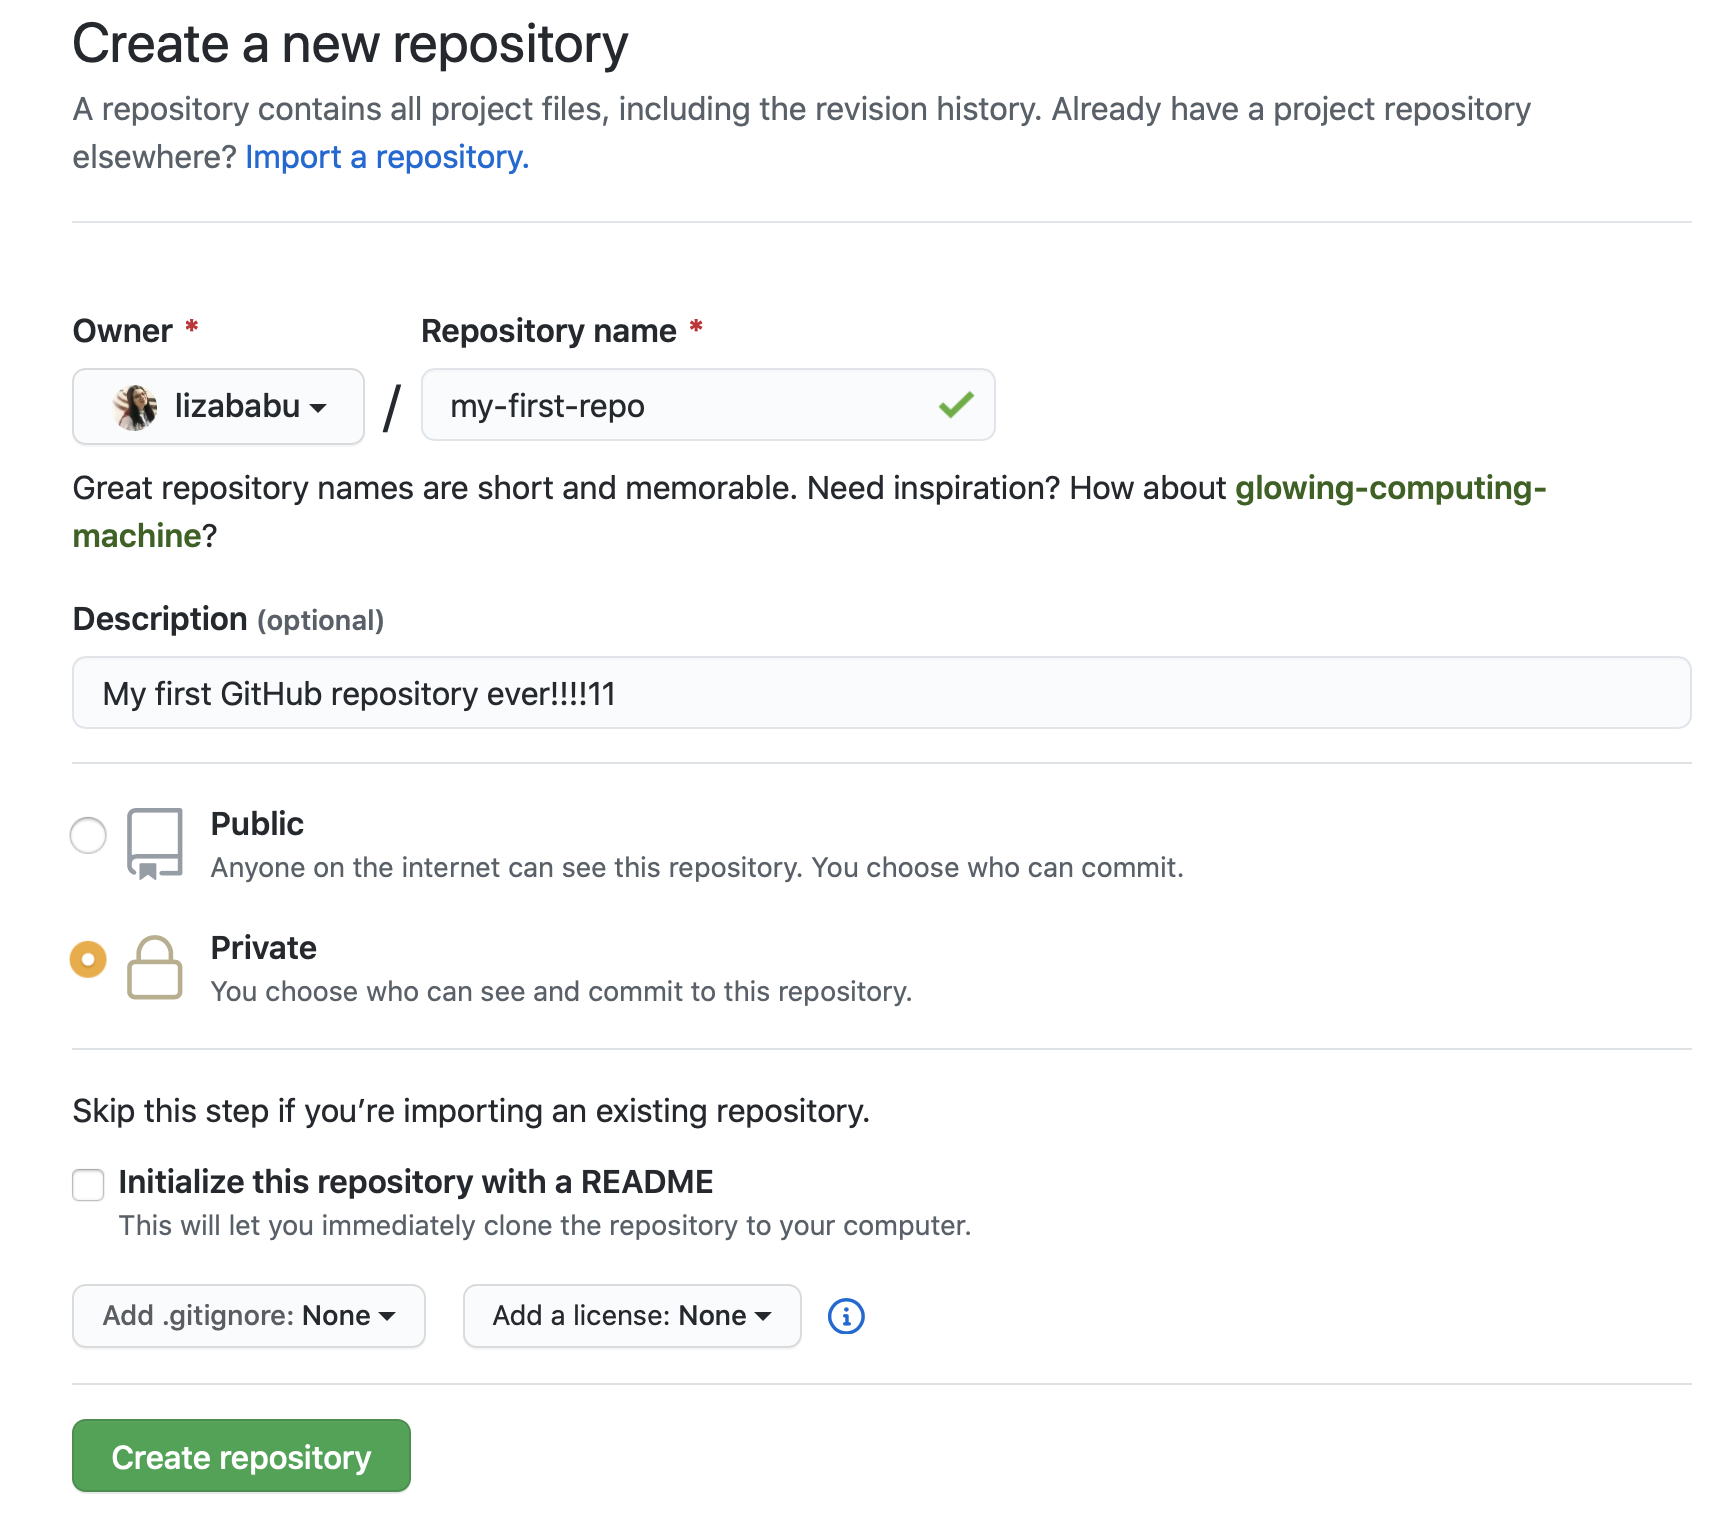 Create a new repository
A repository contains all project files, including the revision history. Already have a project repository
elsewhere? Import a repository.
Owner * Repository name *
lizababu / my-first-repo
Great repository names are short and memorable. Need inspiration? How about glowing-computing-
machine?
Description (optional)
My first GitHub repository ever!!!!11
Public
Anyone on the internet can see this repository. You choose who can commit.
Private
You choose who can see and commit to this repository.
Skip this step if you’re importing an existing repository.
Initialize this repository with a README
This will let you immediately clone the repository to your computer.
Add .gitignore: None Add a license: None
Create repository